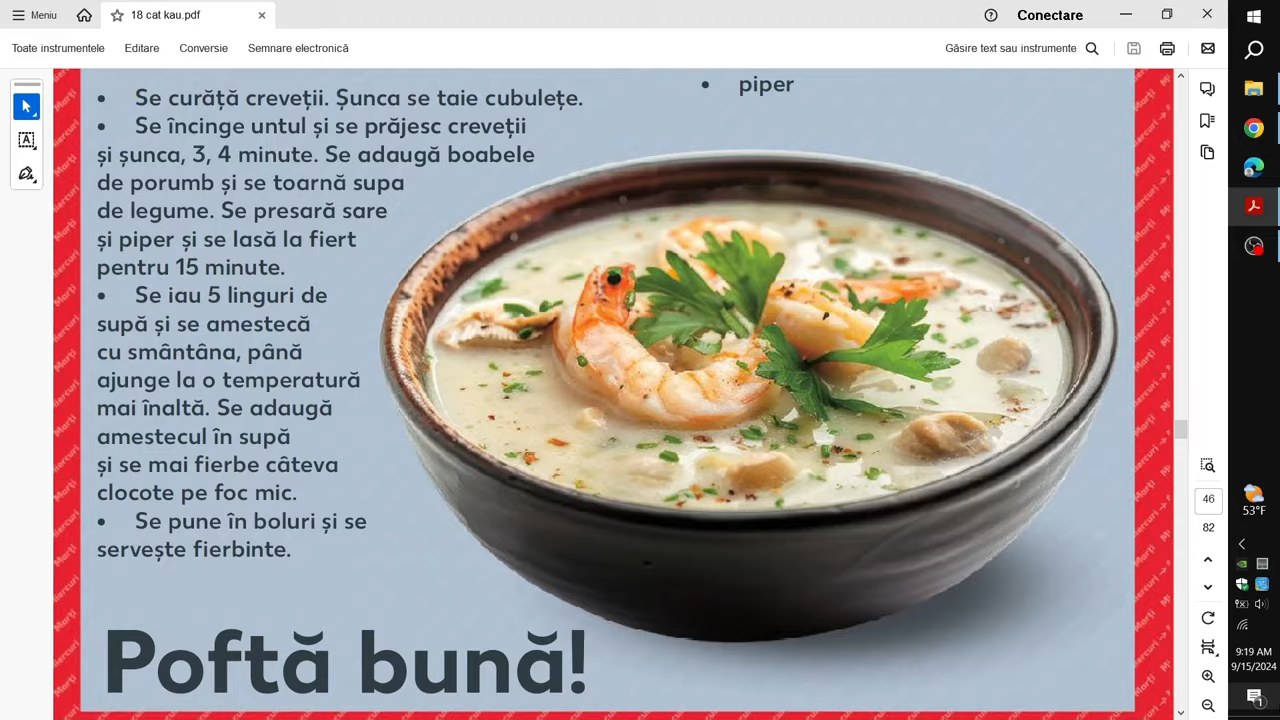 Meniu
18 cat kau.pdf
Conectare
Toate instrumentele
Editare
Conversie
Semnare electronică
Găsire text sau instrumente
• piper
• Se curăță creveții. Șunca se taie cubulețe.
• Se încinge untul și se prăjesc creveții
și șunca, 3, 4 minute. Se adaugă boabele
de porumb și se toarnă supa
de legume. Se presară sare
și piper și se lasă la fiert
pentru 15 minute.
• Se iau 5 linguri de
supă și se amestecă
cu smântâna, până
ajunge la o temperatură
mai înaltă. Se adaugă
amestecul în supă
și se mai fierbe câteva
clocote pe foc mic.
• Se pune în boluri și se
servește fierbinte.
Poftă bună!
Marți
Miercuri
46
82
53°F
9:19 AM
9/15/2024
1